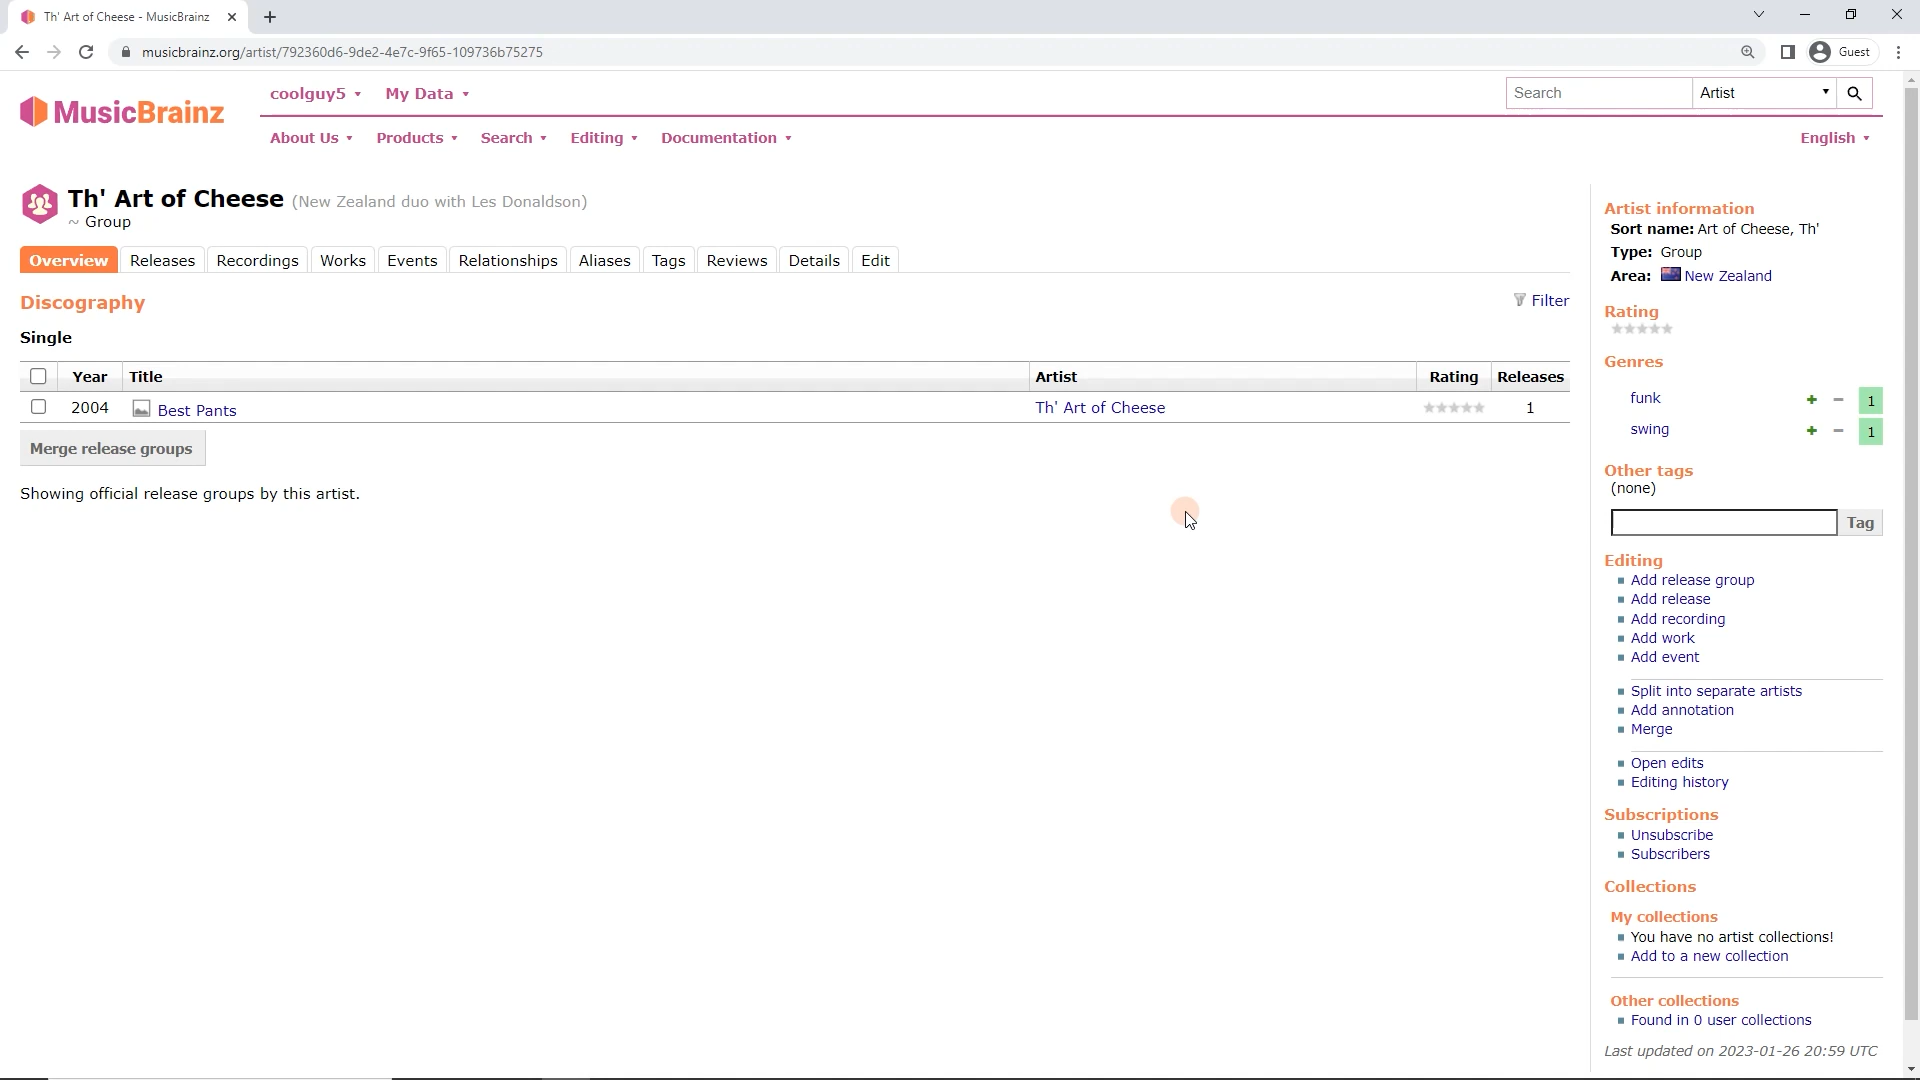 Th' Art of Cheese - MusicBrainz
musicbrainz.org/artist/792360d6-9de2-4e7c-9f65-109736b75275
Guest
MusicBrainz
coolguy5 My Data
Search Artist
About Us Products Search Editing Documentation
English
Th' Art of Cheese (New Zealand duo with Les Donaldson)
~ Group
Overview Releases Recordings Works Events Relationships Aliases Tags Reviews Details Edit
Discography
Filter
Single
Year Title Artist Rating Releases
2004 Best Pants Th' Art of Cheese 1
Merge release groups
Showing official release groups by this artist.
Artist information
Sort name: Art of Cheese, Th'
Type: Group
Area: New Zealand
Rating
Genres
funk + − 1
swing + − 1
Other tags
(none)
Tag
Editing
Add release group
Add release
Add recording
Add work
Add event
Split into separate artists
Add annotation
Merge
Open edits
Editing history
Subscriptions
Unsubscribe
Subscribers
Collections
My collections
You have no artist collections!
Add to a new collection
Other collections
Found in 0 user collections
Last updated on 2023-01-26 20:59 UTC